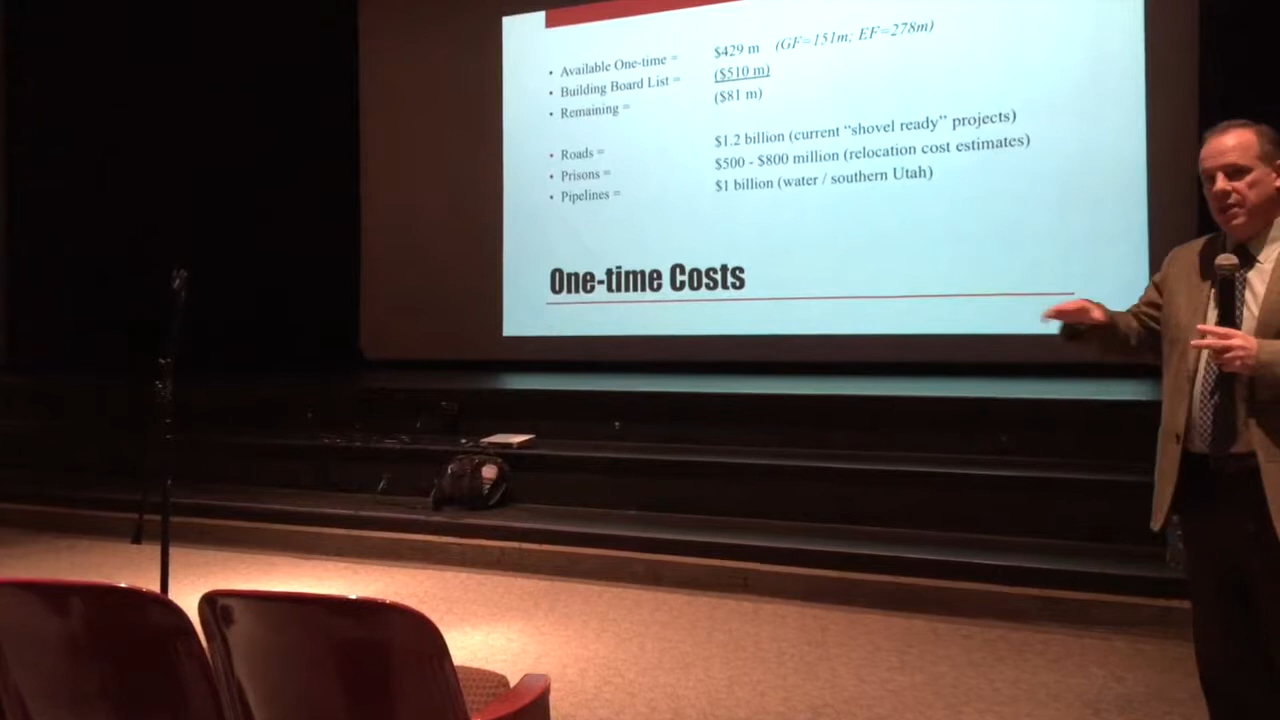 • Available One-time = $429 m (GF=151m; EF=278m)
• Building Board List = ($510 m)
• Remaining = ($81 m)
• Roads = $1.2 billion (current “shovel ready” projects)
• Prisons = $500 - $800 million (relocation cost estimates)
• Pipelines = $1 billion (water / southern Utah)
One-time Costs